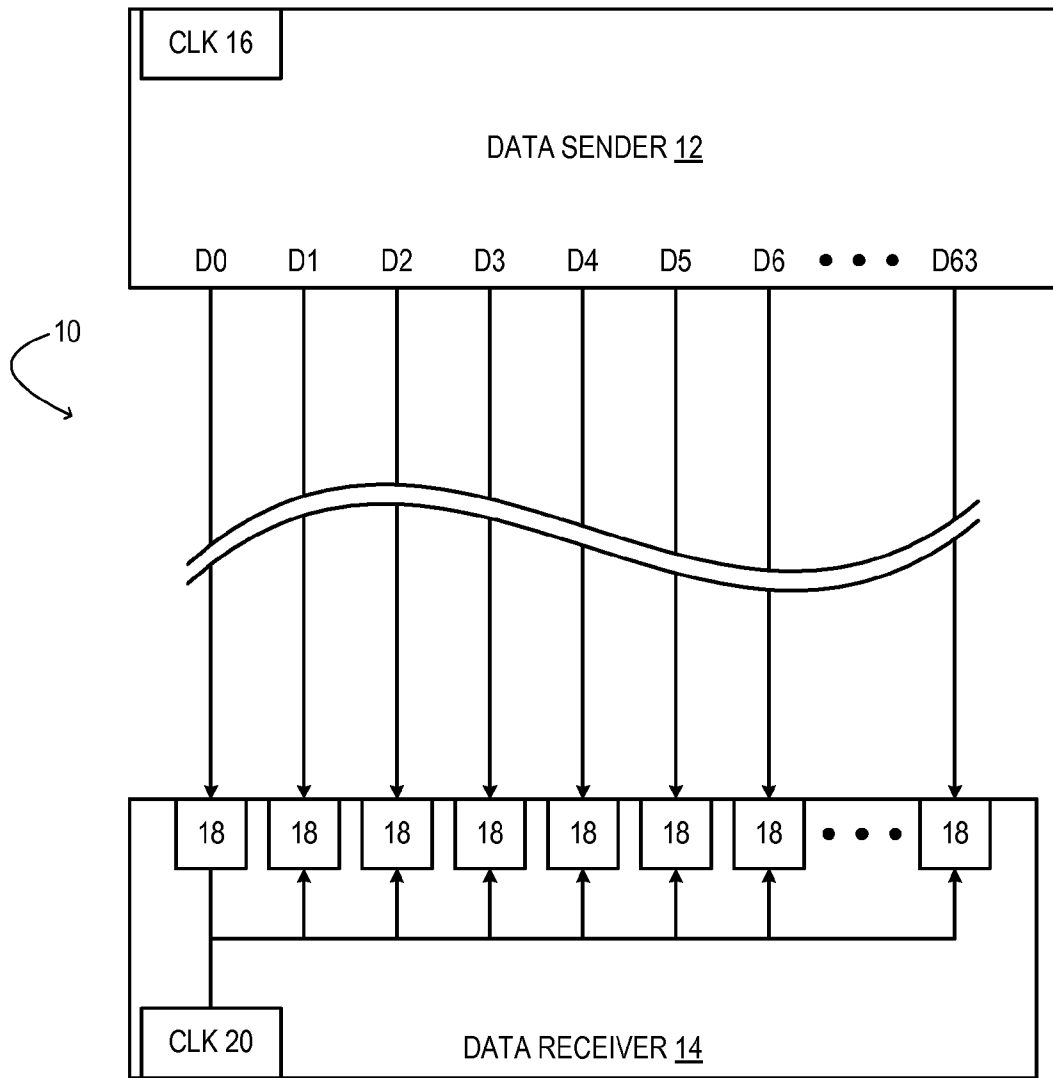 CLK 16
DATA SENDER 12
D0 D1 D2 D3 D4 D5 D6 • • • D63
10
18 18 18 18 18 18 18 • • • 18
CLK 20
DATA RECEIVER 14